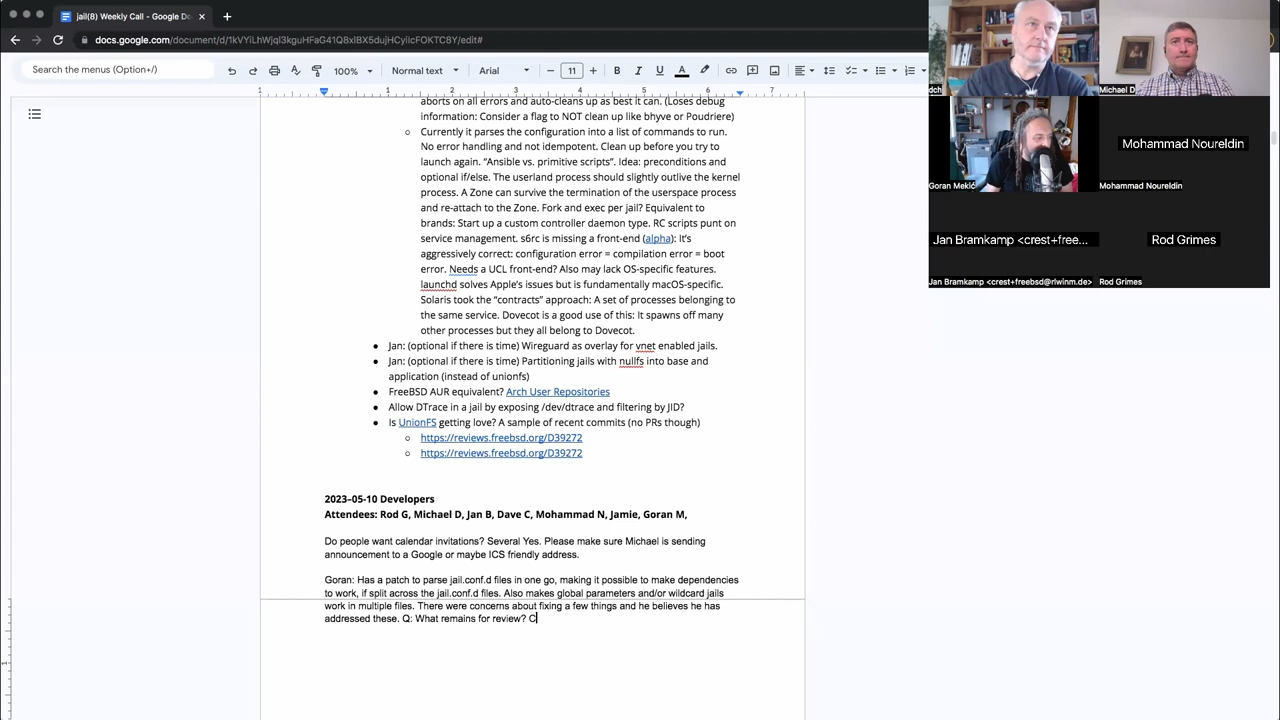 jail(8) Weekly Call - Google Do
docs.google.com/document/d/1kVYiLhWjqI3kguHFaG41Q8xIBX5dujHCyiIcFOKTC8Y/edit#
Search the menus (Option+/)
100%
Normal text
Arial
11
B I U A
1 1 2 3 4 5 6 7
aborts on all errors and auto-cleans up as best it can. (Loses debug
information: Consider a flag to NOT clean up like bhyve or Poudriere)
Currently it parses the configuration into a list of commands to run.
No error handling and not idempotent. Clean up before you try to
launch again. “Ansible vs. primitive scripts”. Idea: preconditions and
optional if/else. The userland process should slightly outlive the kernel
process. A Zone can survive the termination of the userspace process
and re-attach to the Zone. Fork and exec per jail? Equivalent to
brands: Start up a custom controller daemon type. RC scripts punt on
service management. s6rc is missing a front-end (alpha): It’s
aggressively correct: configuration error = compilation error = boot
error. Needs a UCL front-end? Also may lack OS-specific features.
launchd solves Apple’s issues but is fundamentally macOS-specific.
Solaris took the “contracts” approach: A set of processes belonging to
the same service. Dovecot is a good use of this: It spawns off many
other processes but they all belong to Dovecot.
Jan: (optional if there is time) Wireguard as overlay for vnet enabled jails.
Jan: (optional if there is time) Partitioning jails with nullfs into base and
application (instead of unionfs)
FreeBSD AUR equivalent? Arch User Repositories
Allow DTrace in a jail by exposing /dev/dtrace and filtering by JID?
Is UnionFS getting love? A sample of recent commits (no PRs though)
https://reviews.freebsd.org/D39272
https://reviews.freebsd.org/D39272
2023–05-10 Developers
Attendees: Rod G, Michael D, Jan B, Dave C, Mohammad N, Jamie, Goran M,
Do people want calendar invitations? Several Yes. Please make sure Michael is sending
announcement to a Google or maybe ICS friendly address.
Goran: Has a patch to parse jail.conf.d files in one go, making it possible to make dependencies
to work, if split across the jail.conf.d files. Also makes global parameters and/or wildcard jails
work in multiple files. There were concerns about fixing a few things and he believes he has
addressed these. Q: What remains for review? C
1
dch
Michael D
Goran Mekić
Mohammad Noureldin
Mohammad Noureldin
Jan Bramkamp <crest+free...
Rod Grimes
Jan Bramkamp <crest+freebsd@rlwinm.de>
Rod Grimes